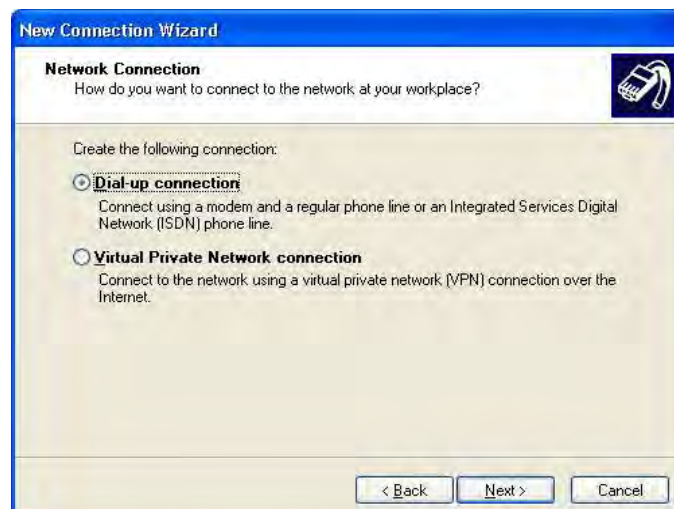 New Connection Wizard
Network Connection
How do you want to connect to the network at your workplace?
Create the following connection:
Dial-up connection
Connect using a modem and a regular phone line or an Integrated Services Digital
Network (ISDN) phone line.
Virtual Private Network connection
Connect to the network using a virtual private network (VPN) connection over the
Internet.
< Back Next > Cancel